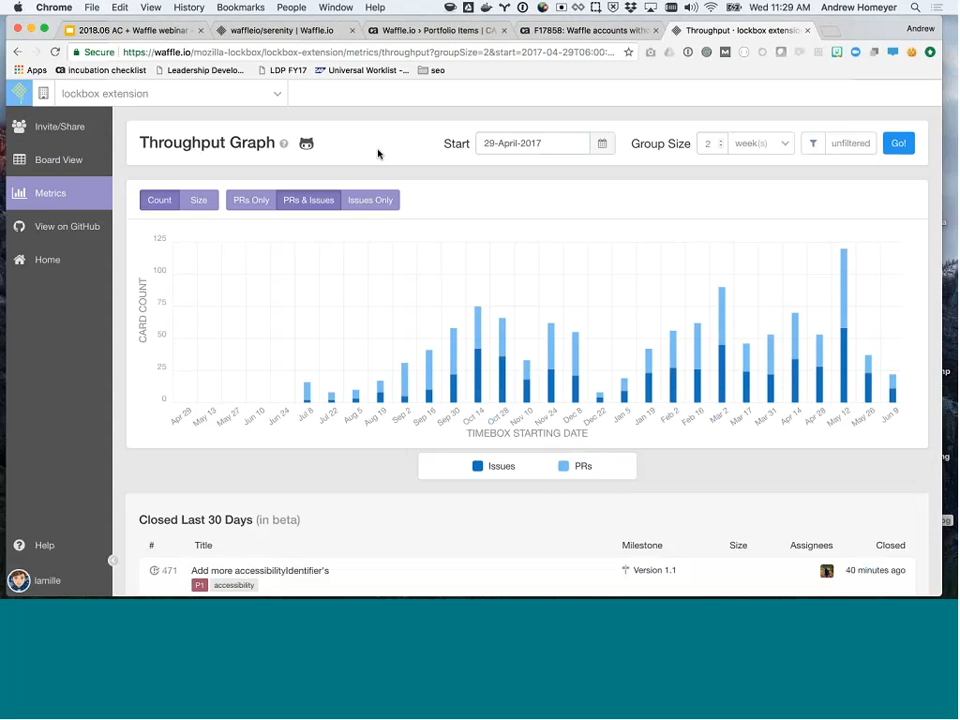 Chrome File Edit View History Bookmarks People Window Help Wed 11:29 AM Andrew Homeyer
2018.06 AC + Waffle webinar - waffleio/serenity | Waffle.io Waffle.io › Portfolio Items | CA F17858: Waffle accounts with Throughput · lockbox extensio Andrew
Secure https://waffle.io/mozilla-lockbox/lockbox-extension/metrics/throughput?groupSize=2&start=2017-04-29T06:00:
Apps incubation checklist Leadership Develo... LDP FY17 Universal Worklist -... seo
lockbox extension
Invite/Share
Board View
Metrics
View on GitHub
Home
Help
lamille
Throughput Graph ? Start 29-April-2017 Group Size 2 week(s) unfiltered Go!
Count Size PRs Only PRs & Issues Issues Only
CARD COUNT
125
100
75
50
25
0
Apr 29 May 13 May 27 Jun 10 Jun 24 Jul 8 Jul 22 Aug 5 Aug 19 Sep 2 Sep 16 Sep 30 Oct 14 Oct 28 Nov 10 Nov 24 Dec 8 Dec 22 Jan 5 Jan 19 Feb 2 Feb 16 Mar 2 Mar 17 Mar 31 Apr 14 Apr 28 May 12 May 26 Jun 9
TIMEBOX STARTING DATE
Issues PRs
Closed Last 30 Days (in beta)
# Title Milestone Size Assignees Closed
471 Add more accessibilityIdentifier's Version 1.1 40 minutes ago
P1 accessibility